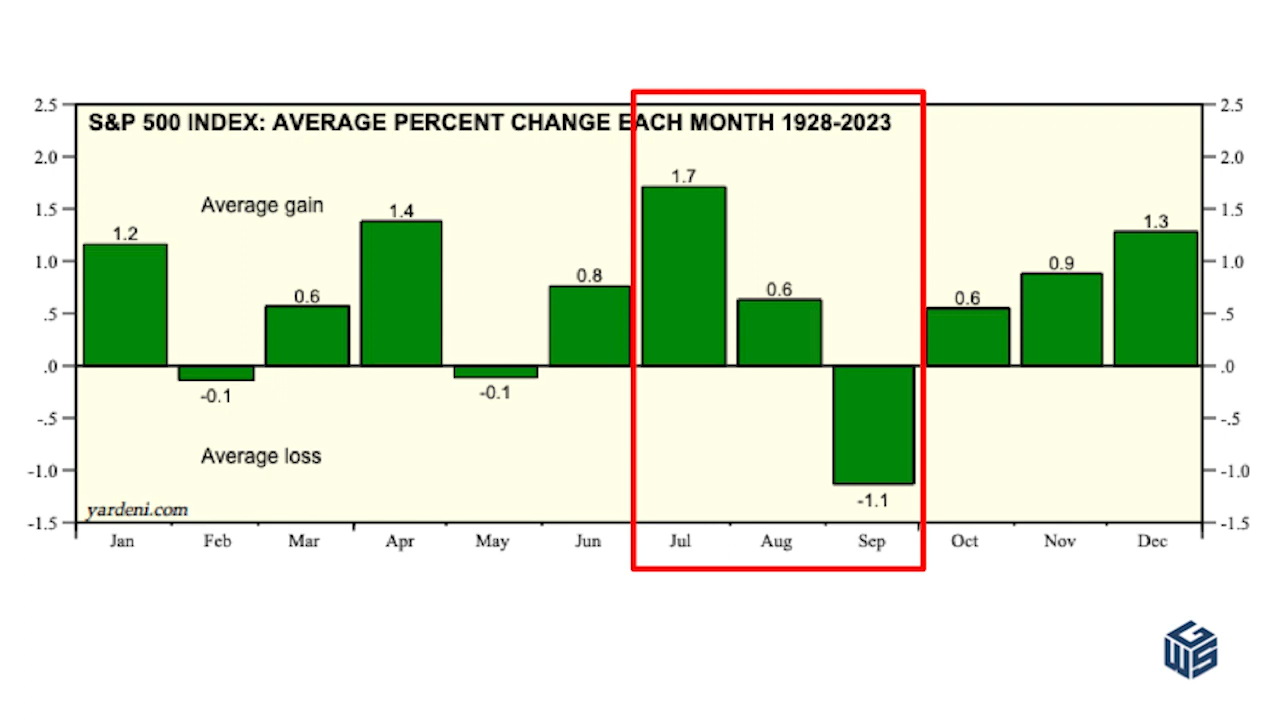 S&P 500 INDEX: AVERAGE PERCENT CHANGE EACH MONTH 1928-2023
2.5 2.5
2.0 2.0
1.5 1.5
1.0 1.0
.5 .5
.0 .0
-.5 -.5
-1.0 -1.0
-1.5 -1.5
Average gain
1.2 -0.1 0.6 1.4 -0.1 0.8 1.7 0.6 -1.1 0.6 0.9 1.3
Average loss
yardeni.com
Jan Feb Mar Apr May Jun Jul Aug Sep Oct Nov Dec
GWS